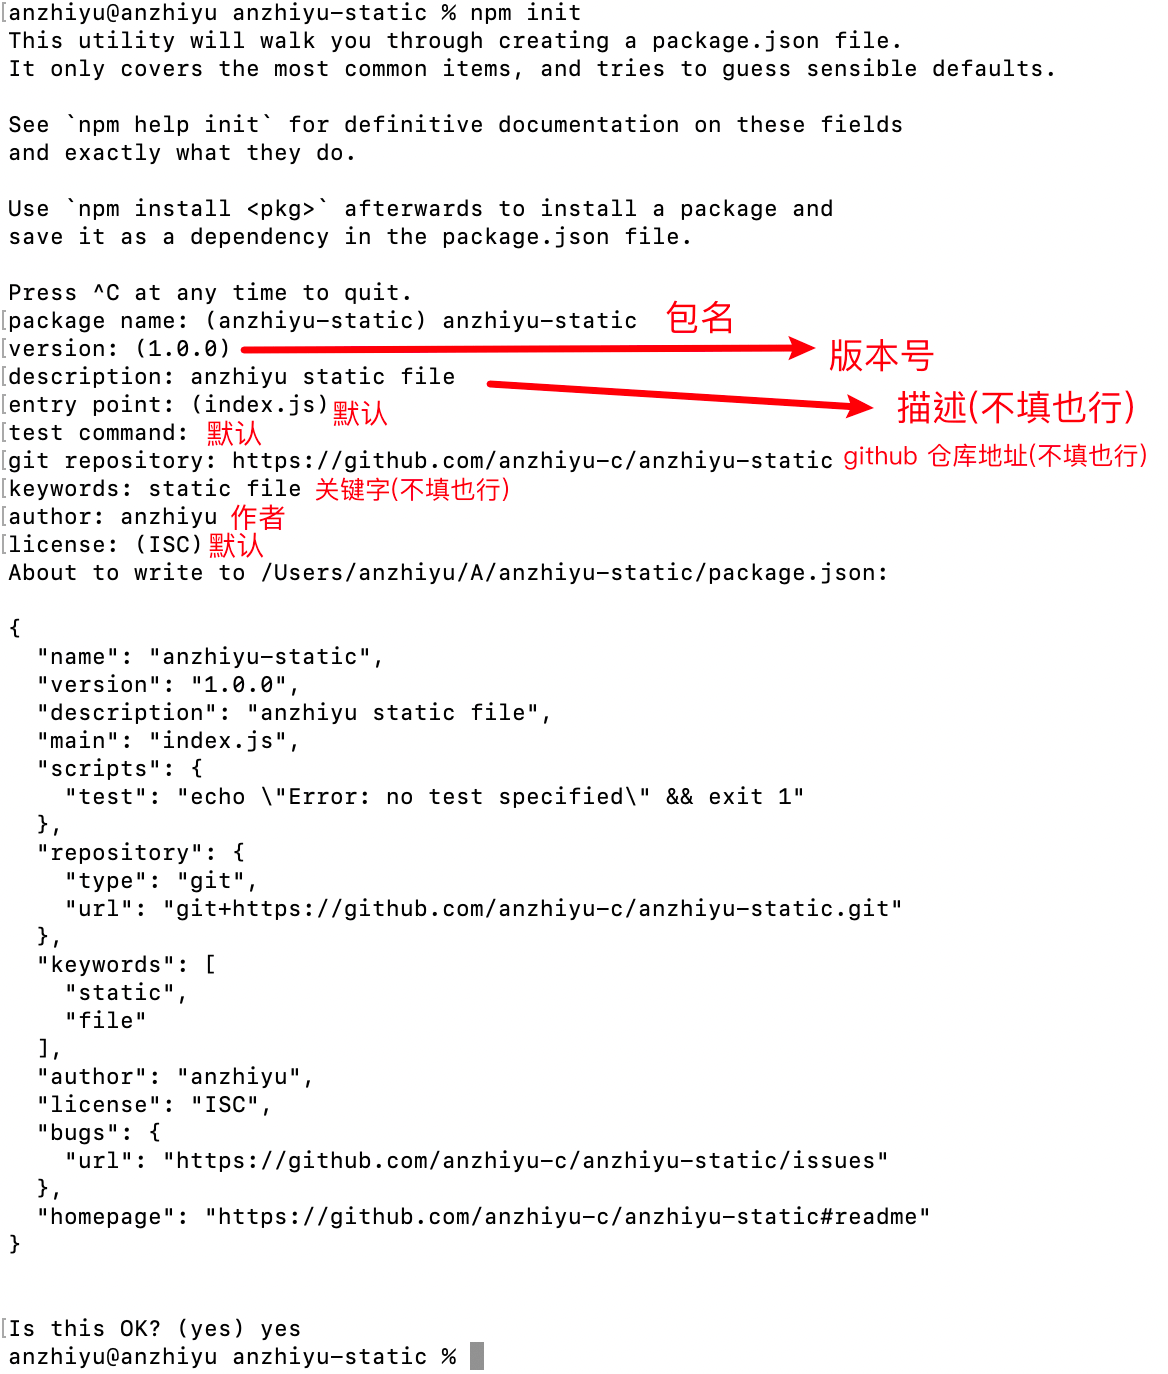 anzhiyu@anzhiyu anzhiyu-static % npm init
This utility will walk you through creating a package.json file.
It only covers the most common items, and tries to guess sensible defaults.
See `npm help init` for definitive documentation on these fields
and exactly what they do.
Use `npm install <pkg>` afterwards to install a package and
save it as a dependency in the package.json file.
Press ^C at any time to quit.
package name: (anzhiyu-static) anzhiyu-static 包名
version: (1.0.0) 版本号
description: anzhiyu static file 描述(不填也行)
entry point: (index.js) 默认
test command: 默认
git repository: https://github.com/anzhiyu-c/anzhiyu-static github 仓库地址(不填也行)
keywords: static file 关键字(不填也行)
author: anzhiyu 作者
license: (ISC) 默认
About to write to /Users/anzhiyu/A/anzhiyu-static/package.json:
{
  "name": "anzhiyu-static",
  "version": "1.0.0",
  "description": "anzhiyu static file",
  "main": "index.js",
  "scripts": {
    "test": "echo \"Error: no test specified\" && exit 1"
  },
  "repository": {
    "type": "git",
    "url": "git+https://github.com/anzhiyu-c/anzhiyu-static.git"
  },
  "keywords": [
    "static",
    "file"
  ],
  "author": "anzhiyu",
  "license": "ISC",
  "bugs": {
    "url": "https://github.com/anzhiyu-c/anzhiyu-static/issues"
  },
  "homepage": "https://github.com/anzhiyu-c/anzhiyu-static#readme"
}
Is this OK? (yes) yes
anzhiyu@anzhiyu anzhiyu-static %